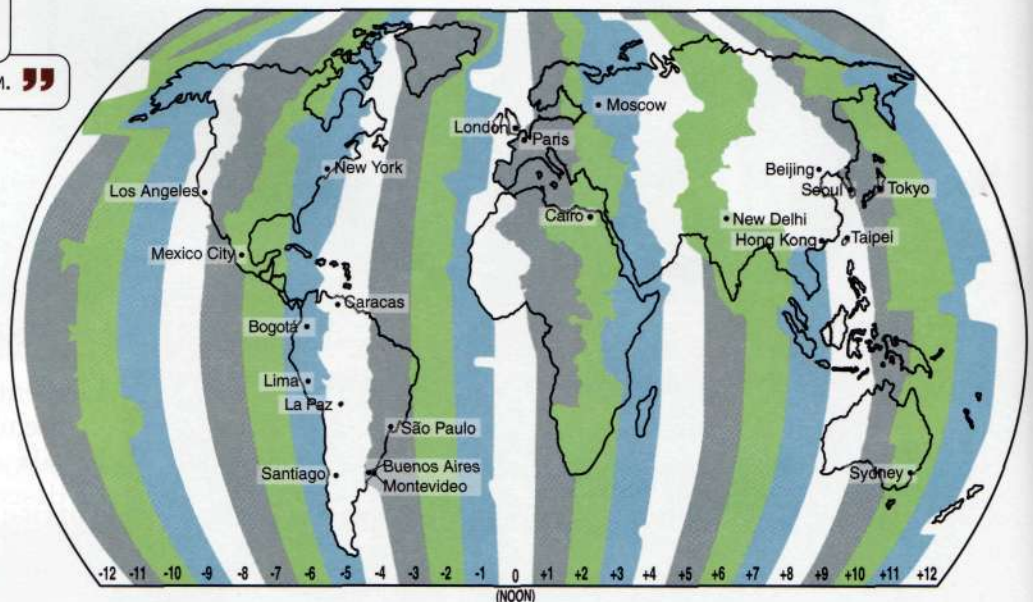 M. ”
Moscow
London
Paris
New York
Beijing
Los Angeles
Seoul
Tokyo
Cairo
New Delhi
Mexico City
Hong Kong
Taipei
Caracas
Bogotá
Lima
La Paz
São Paulo
Santiago
Buenos Aires
Montevideo
Sydney
-12 -11 -10 -9 -8 -7 -6 -5 -4 -3 -2 -1 0 +1 +2 +3 +4 +5 +6 +7 +8 +9 +10 +11 +12
(NOON)